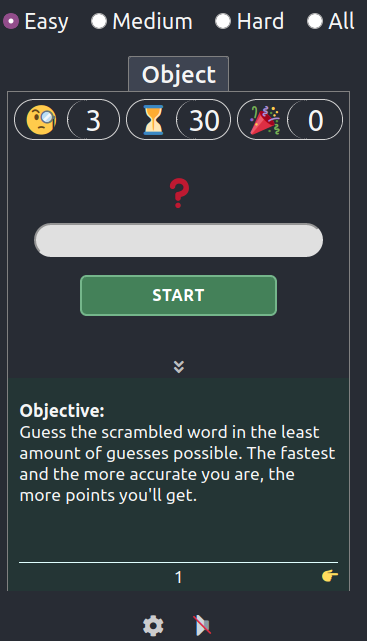 Easy Medium Hard All
Object
3 30 0
?
START
Objective:
Guess the scrambled word in the least
amount of guesses possible. The fastest
and the more accurate you are, the
more points you'll get.
1